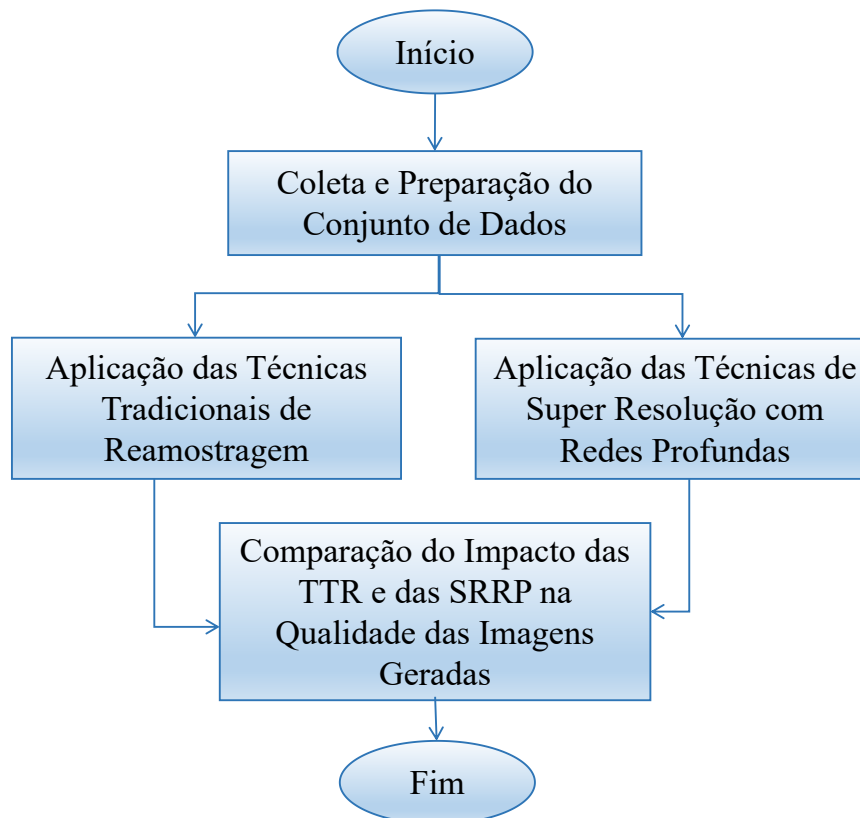 Início
Coleta e Preparação do
Conjunto de Dados
Aplicação das Técnicas
Tradicionais de
Reamostragem
Aplicação das Técnicas de
Super Resolução com
Redes Profundas
Comparação do Impacto das
TTR e das SRRP na
Qualidade das Imagens
Geradas
Fim